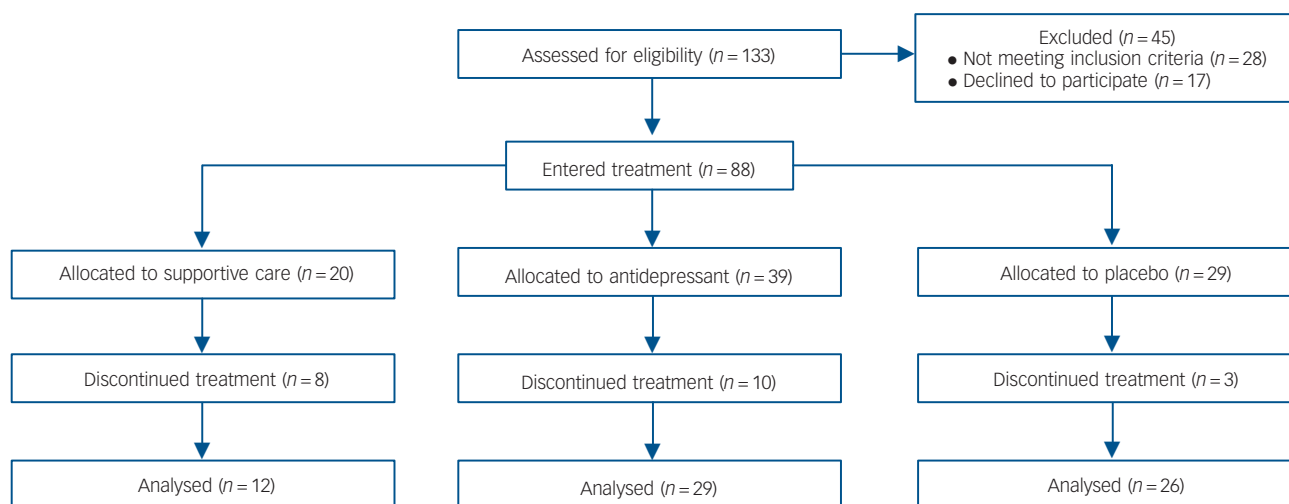 Assessed for eligibility (n = 133)
Excluded (n = 45)
● Not meeting inclusion criteria (n = 28)
● Declined to participate (n = 17)
Entered treatment (n = 88)
Allocated to supportive care (n = 20)
Allocated to antidepressant (n = 39)
Allocated to placebo (n = 29)
Discontinued treatment (n = 8)
Discontinued treatment (n = 10)
Discontinued treatment (n = 3)
Analysed (n = 12)
Analysed (n = 29)
Analysed (n = 26)